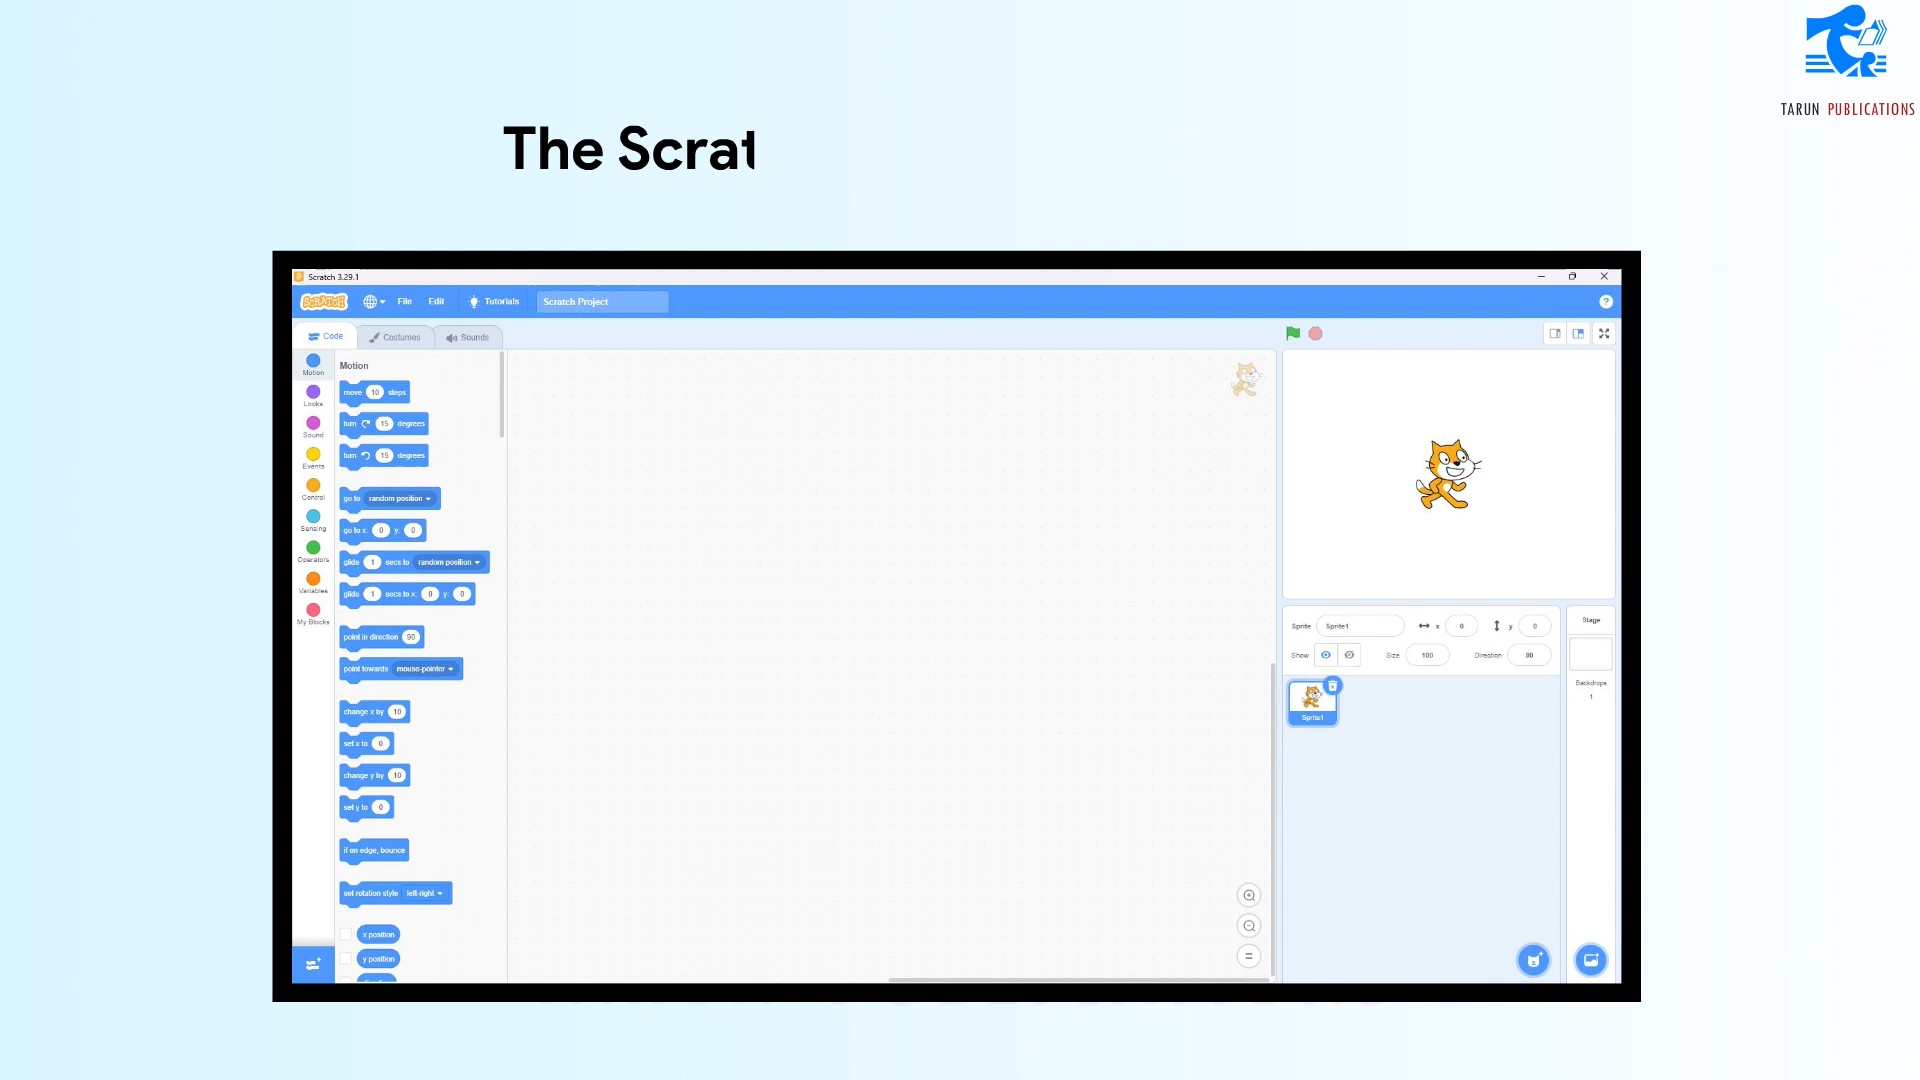 TARUN PUBLICATIONS
The Scrat
Scratch 3.29.1
SCRATCH
File
Edit
Tutorials
Scratch Project
?
Code
Costumes
Sounds
Motion
Looks
Sound
Events
Control
Sensing
Operators
Variables
My Blocks
Motion
move 10 steps
turn 15 degrees
turn 15 degrees
go to random position
go to x: 0 y: 0
glide 1 secs to random position
glide 1 secs to x: 0 y: 0
point in direction 90
point towards mouse-pointer
change x by 10
set x to 0
change y by 10
set y to 0
if on edge, bounce
set rotation style left-right
x position
y position
Sprite Sprite1 x 0 y 0
Show Size 100 Direction 90
Sprite1
Stage
Backdrops
1